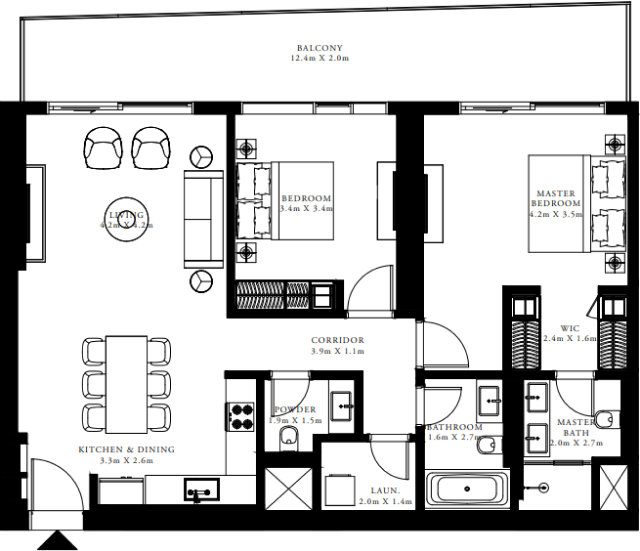 BALCONY
12.4m X 2.0m
BEDROOM
3.4m X 3.4m
MASTER
BEDROOM
4.2m X 3.5m
LIVING
4.2m X 4.2m
WIC
2.4m X 1.6m
CORRIDOR
3.9m X 1.1m
POWDER
1.9m X 1.5m
BATHROOM
1.6m X 2.7m
MASTER
BATH
2.0m X 2.7m
KITCHEN & DINING
3.3m X 2.6m
LAUN.
2.0m X 1.4m